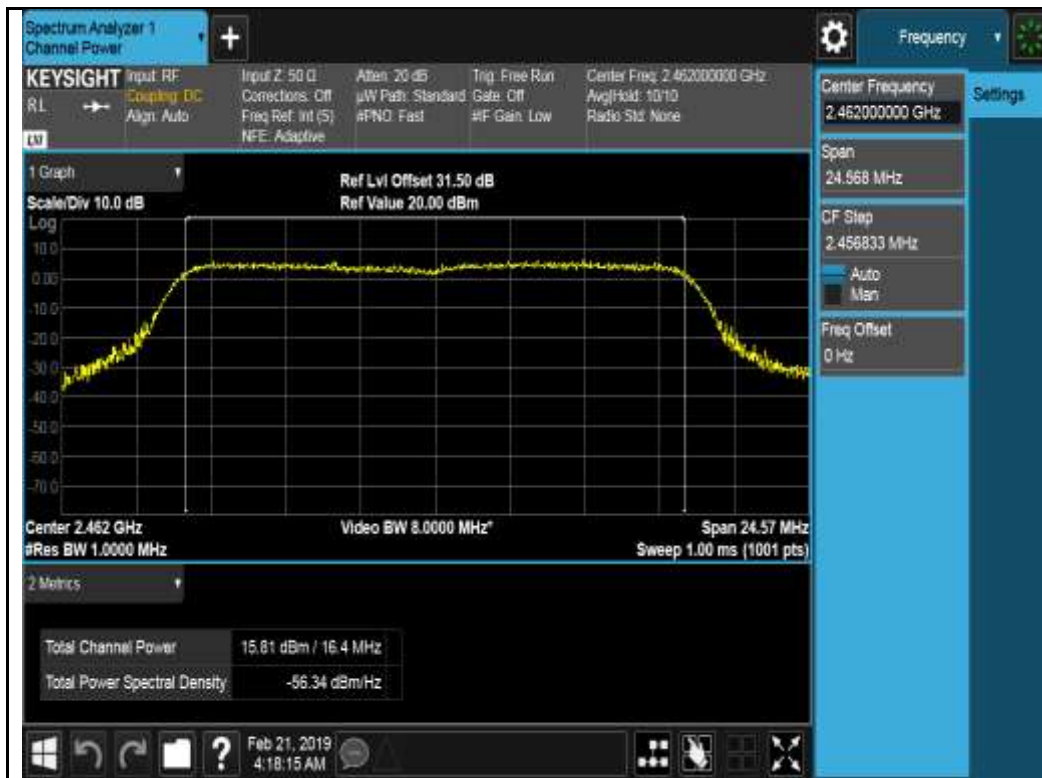 Spectrum Analyzer 1
Channel Power
+
Frequency
KEYSIGHT
Input: RF
Coupling: DC
Align: Auto
RL
LXI
Input Z: 50 Ω
Corrections: Off
Freq Ref: Int (S)
NFE: Adaptive
Atten: 20 dB
µW Path: Standard
#PNO: Fast
Trig: Free Run
Gate: Off
#IF Gain: Low
Center Freq: 2.462000000 GHz
Avg|Hold: 10/10
Radio Std: None
Center Frequency
2.462000000 GHz
Settings
Span
24.568 MHz
CF Step
2.456833 MHz
Auto
Man
Freq Offset
0 Hz
1 Graph
Scale/Div 10.0 dB
Ref Lvl Offset 31.50 dB
Ref Value 20.00 dBm
Log
10.0
0.00
-10.0
-20.0
-30.0
-40.0
-50.0
-60.0
-70.0
Center 2.462 GHz
#Res BW 1.0000 MHz
Video BW 8.0000 MHz*
Span 24.57 MHz
Sweep 1.00 ms (1001 pts)
2 Metrics
Total Channel Power 15.81 dBm / 16.4 MHz
Total Power Spectral Density -56.34 dBm/Hz
?
Feb 21, 2019
4:18:15 AM